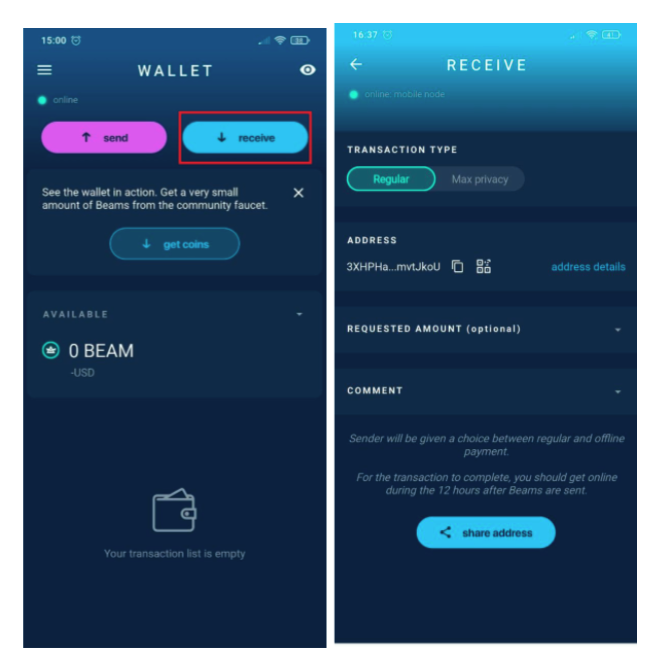 15:00
WALLET
online
send
receive
See the wallet in action. Get a very small
amount of Beams from the community faucet.
get coins
AVAILABLE
0 BEAM
-USD
Your transaction list is empty
16:37
RECEIVE
online: mobile node
TRANSACTION TYPE
Regular Max privacy
ADDRESS
3XHPHa...mvtJkoU address details
REQUESTED AMOUNT (optional)
COMMENT
Sender will be given a choice between regular and offline
payment.
For the transaction to complete, you should get online
during the 12 hours after Beams are sent.
share address